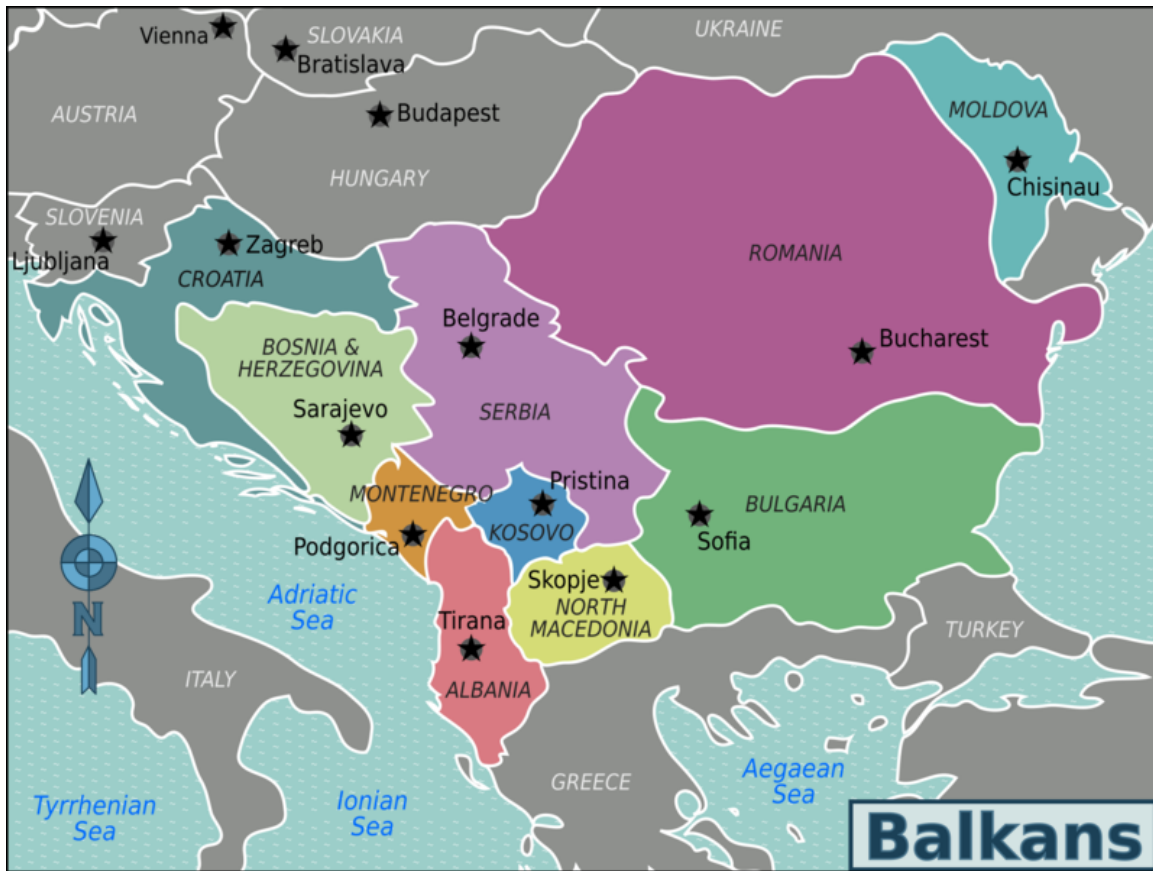 UKRAINE
SLOVAKIA
Vienna
Bratislava
AUSTRIA
Budapest
MOLDOVA
HUNGARY
Chisinau
SLOVENIA
Ljubljana
Zagreb
CROATIA
ROMANIA
Belgrade
Bucharest
BOSNIA &
HERZEGOVINA
Sarajevo
SERBIA
Pristina
MONTENEGRO
KOSOVO
BULGARIA
Sofia
Podgorica
Skopje
NORTH
MACEDONIA
Adriatic
Sea
N
Tirana
TURKEY
ITALY
ALBANIA
GREECE
Aegaean
Sea
Tyrrhenian
Sea
Ionian
Sea
Balkans